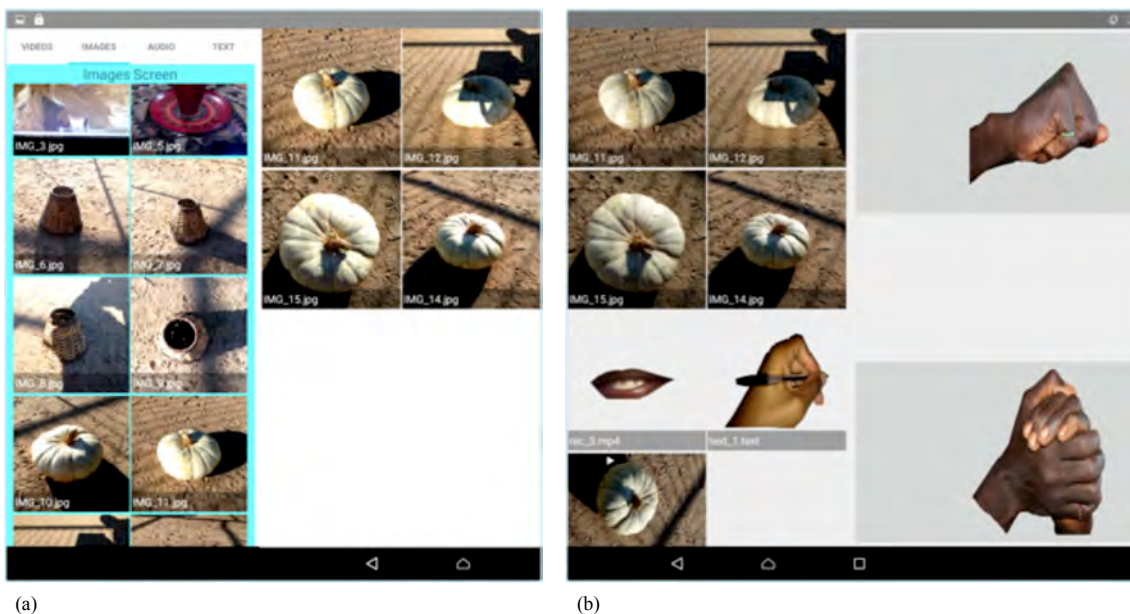 VIDEOS IMAGES AUDIO TEXT
Images Screen
IMG_3.jpg IMG_5.jpg
IMG_6.jpg IMG_7.jpg
IMG_8.jpg IMG_9.jpg
IMG_10.jpg IMG_11.jpg
IMG_11.jpg IMG_12.jpg
IMG_15.jpg IMG_14.jpg
IMG_11.jpg IMG_12.jpg
IMG_15.jpg IMG_14.jpg
rec_3.mp4 text_1.text
(a) (b)